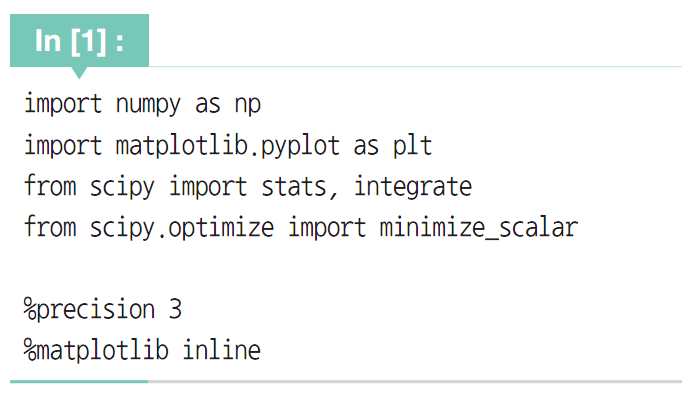 In [1] :
import numpy as np
import matplotlib.pyplot as plt
from scipy import stats, integrate
from scipy.optimize import minimize_scalar
%precision 3
%matplotlib inline